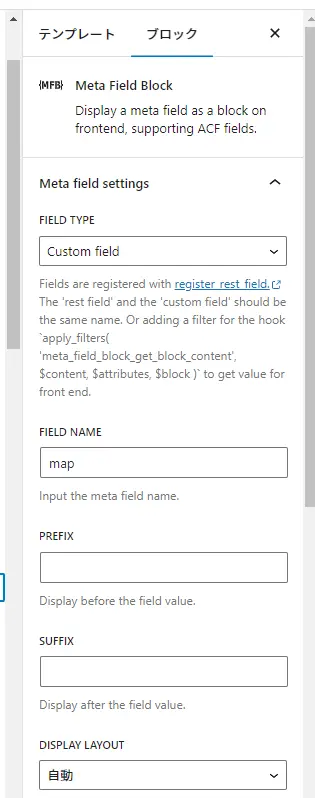 テンプレート ブロック
MFB Meta Field Block
Display a meta field as a block on
frontend, supporting ACF fields.
Meta field settings
FIELD TYPE
Custom field
Fields are registered with register_rest_field.
The 'rest field' and the 'custom field' should be
the same name. Or adding a filter for the hook
`apply_filters(
'meta_field_block_get_block_content',
$content, $attributes, $block )` to get value for
front end.
FIELD NAME
map
Input the meta field name.
PREFIX
Display before the field value.
SUFFIX
Display after the field value.
DISPLAY LAYOUT
自動